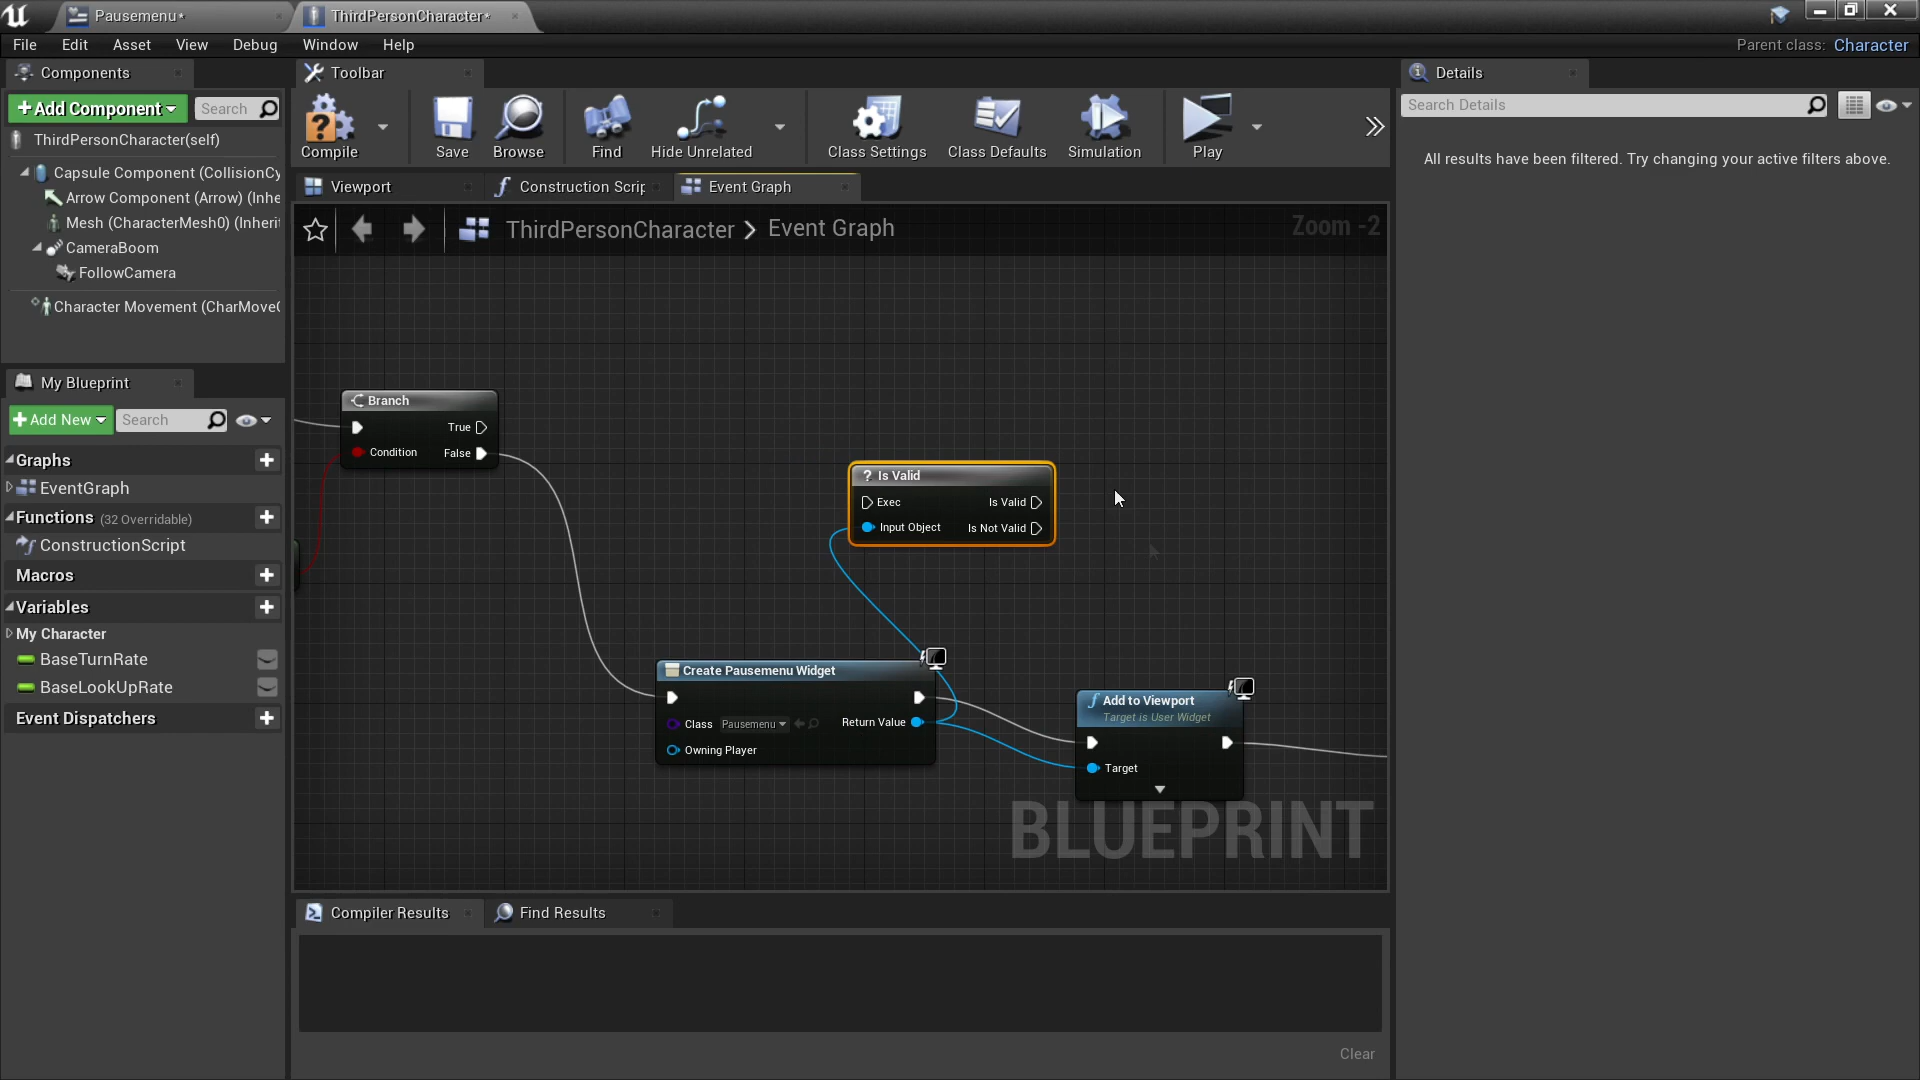 Pausemenu*
ThirdPersonCharacter*
File Edit Asset View Debug Window Help
Parent class: Character
Components
Toolbar
Details
Add Component
Search
Search Details
ThirdPersonCharacter(self)
Compile
Save
Browse
Find
Hide Unrelated
Class Settings
Class Defaults
Simulation
Play
All results have been filtered. Try changing your active filters above.
Capsule Component (CollisionCy
Arrow Component (Arrow) (Inhe
Mesh (CharacterMesh0) (Inherit
CameraBoom
FollowCamera
Character Movement (CharMove
Viewport
Construction Scrip
Event Graph
ThirdPersonCharacter > Event Graph
Zoom -2
My Blueprint
Add New
Search
Graphs
EventGraph
Functions (32 Overridable)
ConstructionScript
Macros
Variables
My Character
BaseTurnRate
BaseLookUpRate
Event Dispatchers
Branch
True
Condition
False
? Is Valid
Exec
Is Valid
Input Object
Is Not Valid
Create Pausemenu Widget
Class Pausemenu
Return Value
Owning Player
f Add to Viewport
Target is User Widget
Target
BLUEPRINT
Compiler Results
Find Results
Clear